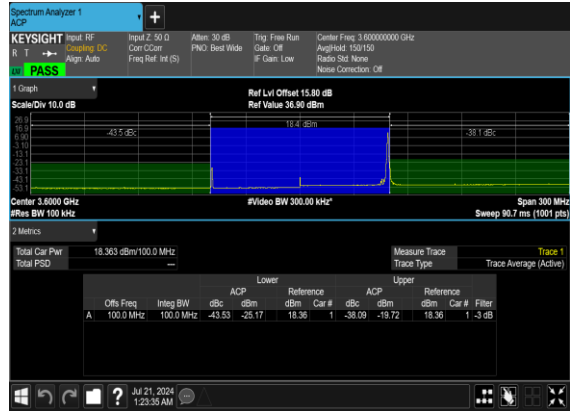 Spectrum Analyzer 1
ACP
+
KEYSIGHT Input: RF Input Z: 50 Ω Atten: 30 dB Trig: Free Run Center Freq: 3.600000000 GHz
R T Coupling: DC Corr CCorr PNO: Best Wide Gate: Off Avg|Hold: 150/150
Align: Auto Freq Ref: Int (S) IF Gain: Low Radio Std: None
LXI PASS Noise Correction: Off
1 Graph Ref Lvl Offset 15.80 dB
Scale/Div 10.0 dB Ref Value 36.90 dBm
26.9
16.9 -43.5 dBc 18.4 dBm -38.1 dBc
6.90
-3.10
-13.1
-23.1
-33.1
-43.1
-53.1
Center 3.6000 GHz #Video BW 300.00 kHz* Span 300 MHz
#Res BW 100 kHz Sweep 90.7 ms (1001 pts)
2 Metrics
Total Car Pwr 18.363 dBm/100.0 MHz Measure Trace Trace 1
Total PSD --- Trace Type Trace Average (Active)
Lower Upper
ACP Reference ACP Reference
Offs Freq Integ BW dBc dBm dBm Car # dBc dBm dBm Car # Filter
A 100.0 MHz 100.0 MHz -43.53 -25.17 18.36 1 -38.09 -19.72 18.36 1 -3 dB
? Jul 21, 2024
1:23:35 AM